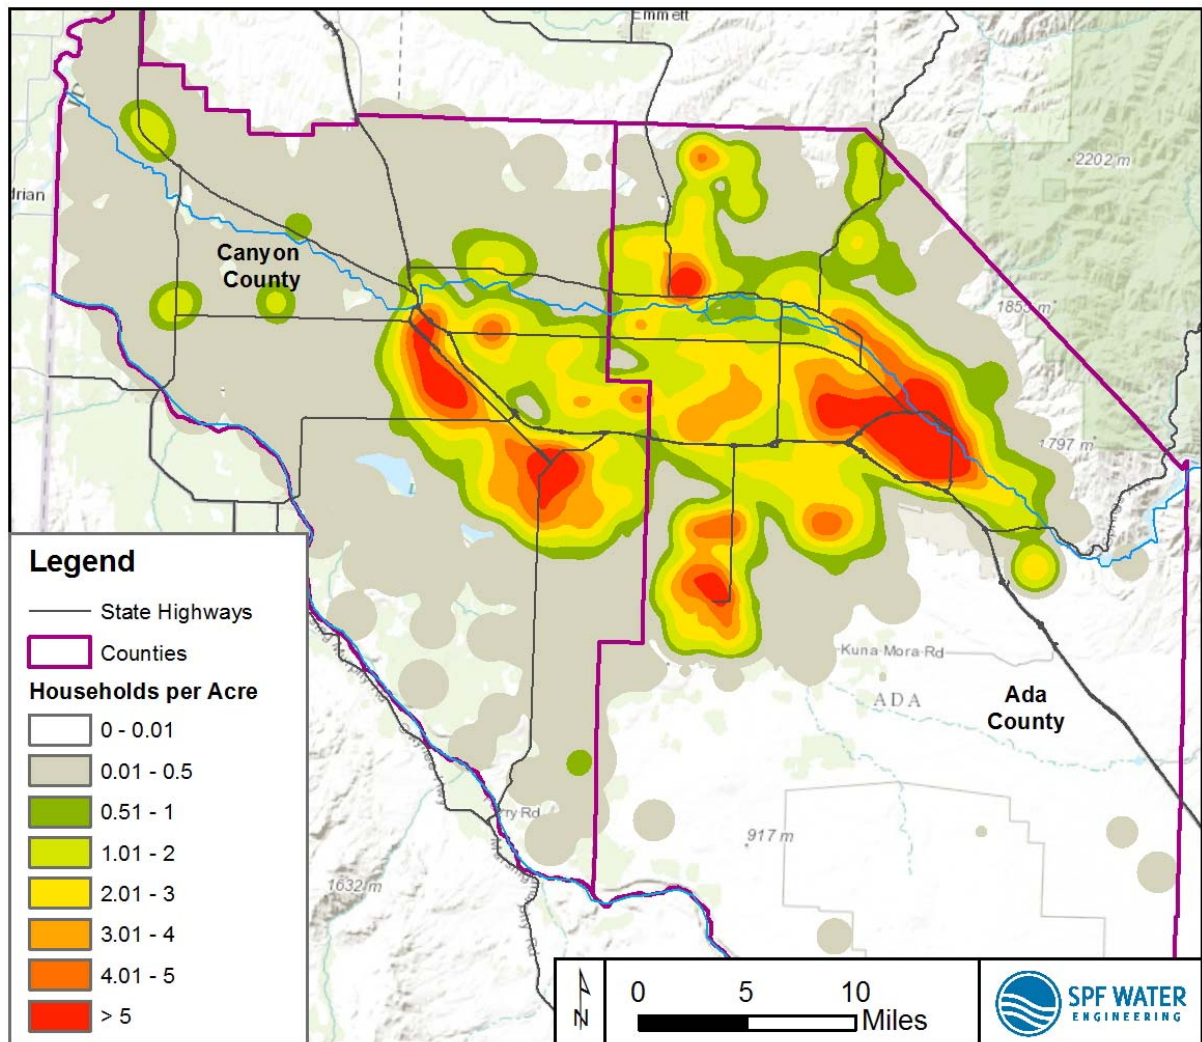 Emmett
2202 m
drian
Canyon
County
1853 m
1797 m
Legend
State Highways
Counties
Households per Acre
0 - 0.01
0.01 - 0.5
0.51 - 1
1.01 - 2
2.01 - 3
3.01 - 4
4.01 - 5
> 5
Kuna Mora Rd
ADA
Ada
County
rry Rd
917 m
1632 m
0 5 10
Miles
N
SPF WATER
ENGINEERING